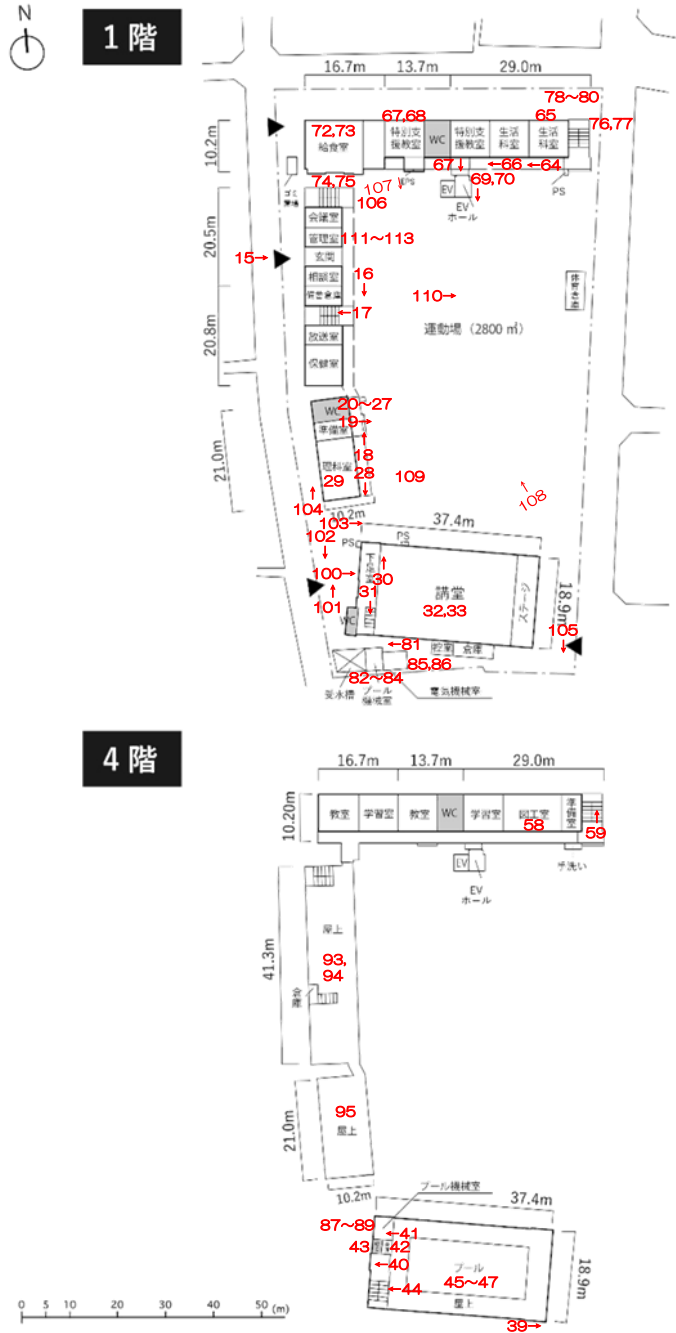 N
1階
16.7m 13.7m 29.0m
78～80
67,68 65 76,77
72,73
給食室 特別支援教室 WC 特別支援教室 生活科室 生活科室
10.2m
67 ←66 ←64
74,75 107 69,70
PS
EV
EV
ホール
106
会議室
管理室 111～113
20.5m
玄関
15→
相談室 16
110→
←17
運動場（2800 ㎡）
放送室
20.8m
保健室
WC 20～27
19→
準備室
18
理科室 28 109
29
21.0m
104 108
10.2m
103→ 37.4m
102
PS PS
100→ 30
講堂 ステージ
101 31 32,33 18.9m
WC 105
←81 倉庫
85,86
82～84
受水槽 プール機械室 電気機械室
4階
16.7m 13.7m 29.0m
10.20m
教室 学習室 教室 WC 学習室 図工室 準備室
58 59
EV
EV
ホール
手洗い
屋上
93,
94
41.3m
倉庫
95
屋上
21.0m
10.2m
プール機械室
37.4m
87～89 ←41
43 42
←40 プール
45～47
←44 屋上
18.9m
39→
0 5 10 20 30 40 50 (m)